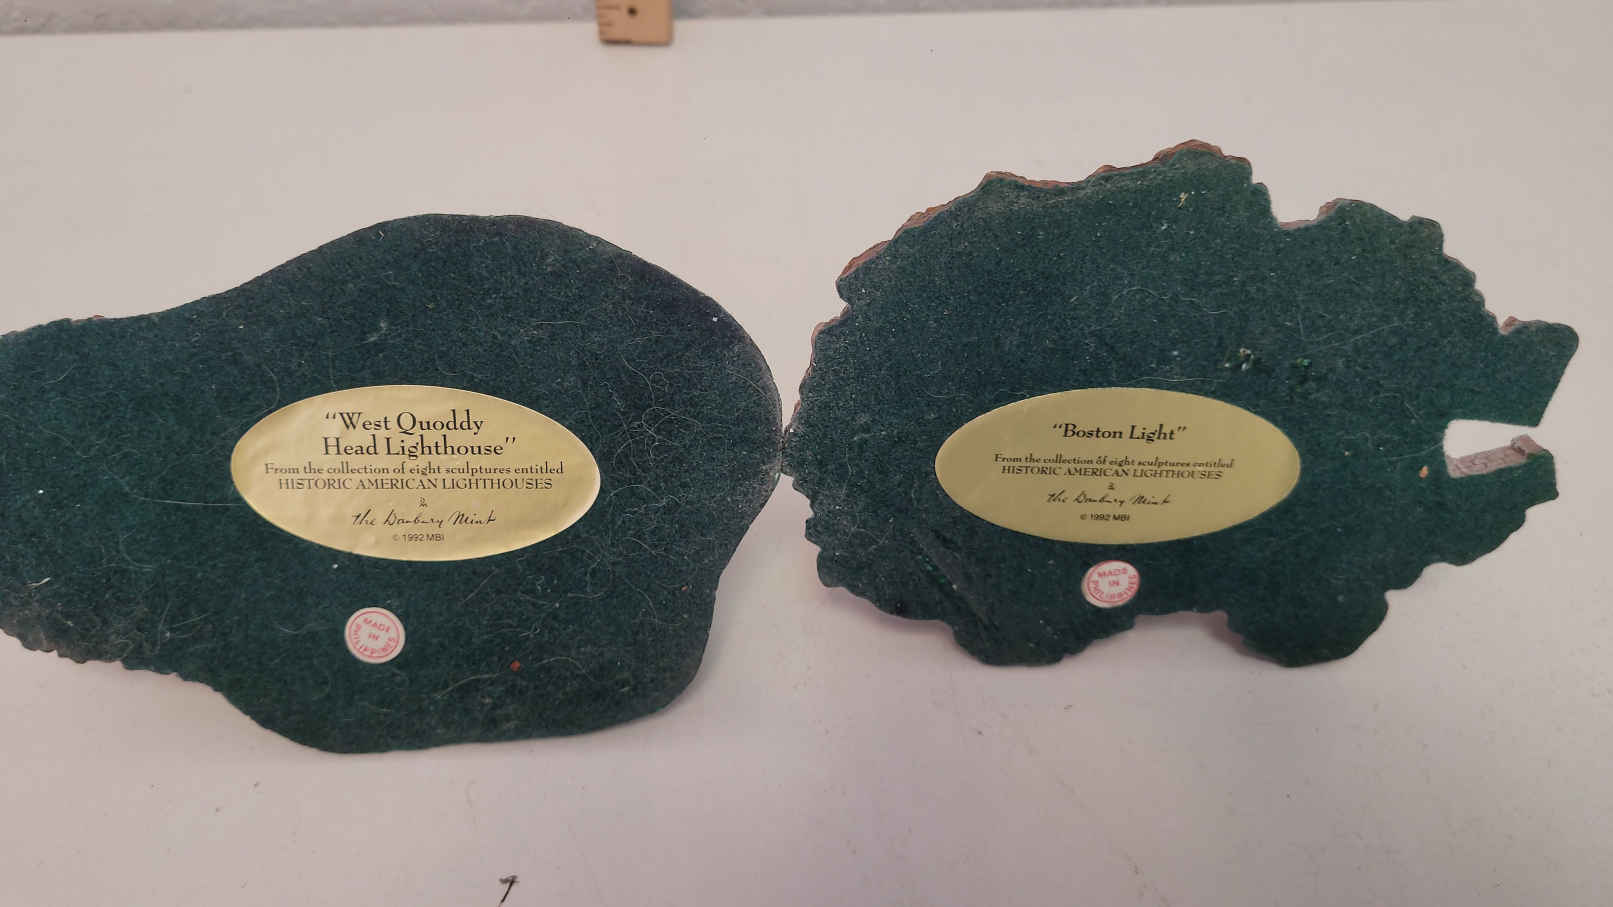 “West Quoddy
Head Lighthouse”
From the collection of eight sculptures entitled
HISTORIC AMERICAN LIGHTHOUSES
The Danbury Mint
© 1992 MBI
MADE
IN
PHILIPPINES
“Boston Light”
From the collection of eight sculptures entitled
HISTORIC AMERICAN LIGHTHOUSES
The Danbury Mint
© 1992 MBI
MADE
IN
PHILIPPINES